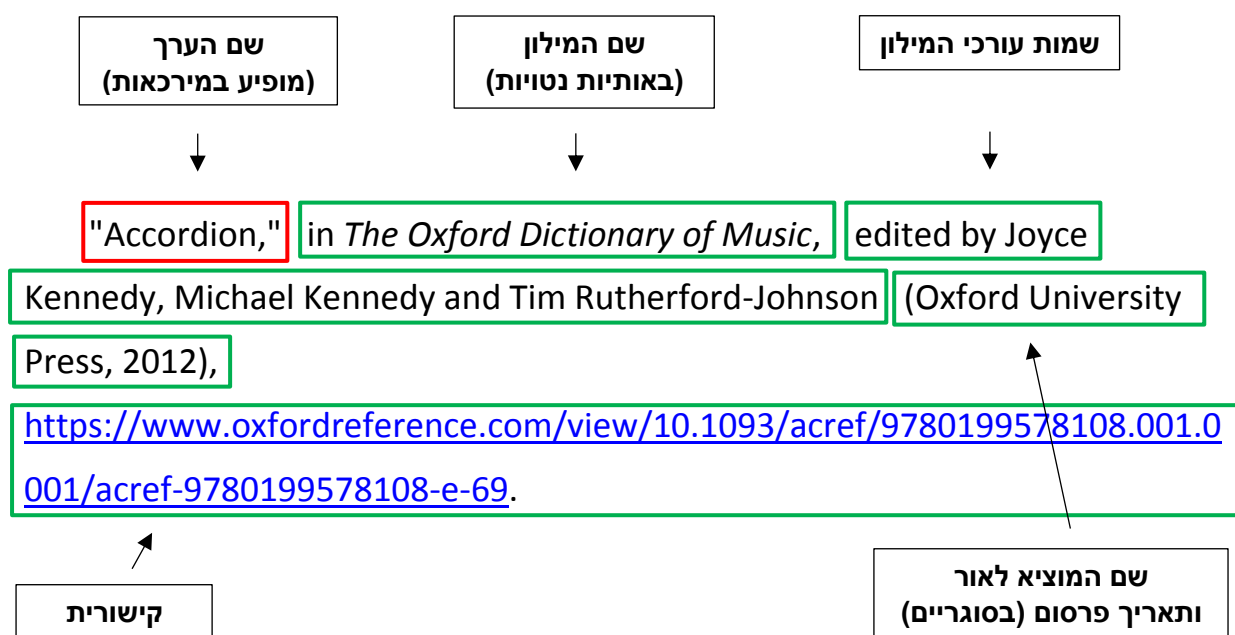 שם הערך
(מופיע במירכאות)
שם המילון
(באותיות נטויות)
שמות עורכי המילון
"Accordion," in The Oxford Dictionary of Music, edited by Joyce
Kennedy, Michael Kennedy and Tim Rutherford-Johnson (Oxford University
Press, 2012),
https://www.oxfordreference.com/view/10.1093/acref/9780199578108.001.0
001/acref-9780199578108-e-69.
קישורית
שם המוציא לאור
ותאריך פרסום (בסוגריים)